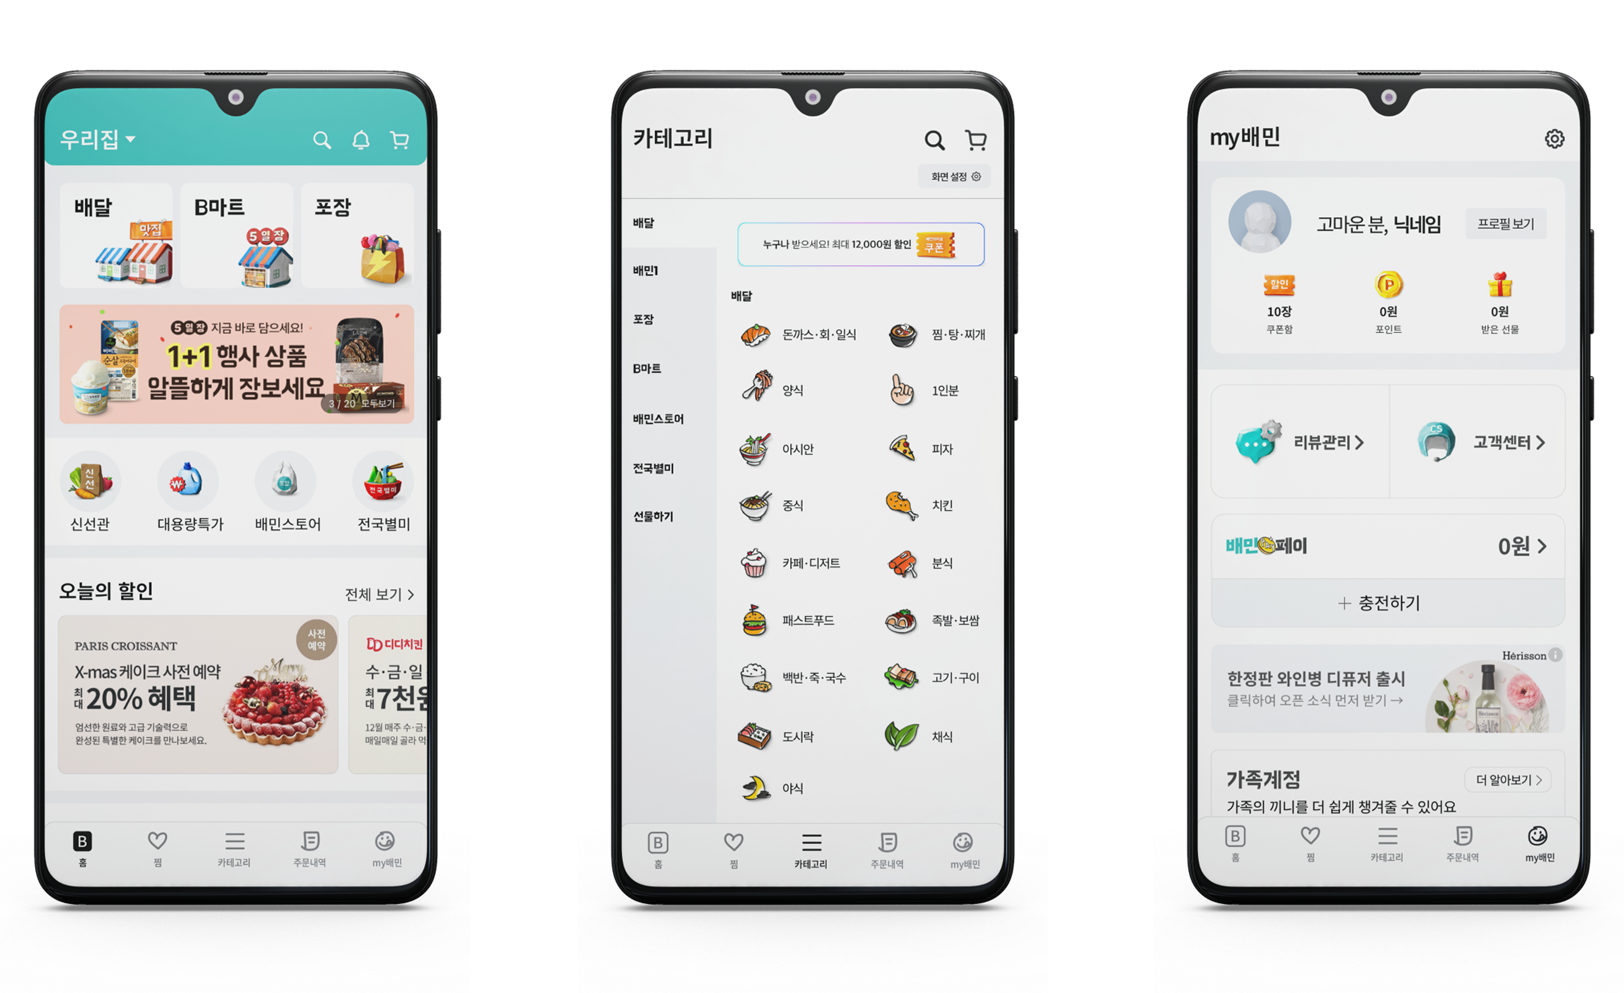 우리집
배달
맛집
B마트
5일장
포장
5일장 지금 바로 담으세요!
1+1 행사 상품
알뜰하게 장보세요
3 / 20 모두보기
신선
전국별미
신선관
대용량특가
배민스토어
전국별미
오늘의 할인
전체 보기 >
PARIS CROISSANT
사전
예약
X-mas 케이크 사전 예약
최대 20% 혜택
엄선한 원료와 고급 기술력으로
완성된 특별한 케이크를 만나보세요.
디디치킨
수·금·일
최대 7천원
12월 매주 수·금·
매일매일 골라 먹
B
홈
찜
카테고리
주문내역
my배민
카테고리
화면 설정
배달
배민1
포장
B마트
배민스토어
전국별미
선물하기
누구나 받으세요! 최대 12,000원 할인
쿠폰
배달
돈까스·회·일식
찜·탕·찌개
양식
1인분
아시안
피자
중식
치킨
카페·디저트
분식
패스트푸드
족발·보쌈
백반·죽·국수
고기·구이
도시락
채식
야식
B
홈
찜
카테고리
주문내역
my배민
my배민
고마운 분, 닉네임
프로필 보기
할인
P
10장
쿠폰함
0원
포인트
0원
받은 선물
리뷰관리 >
CS
고객센터 >
배민페이
0원 >
+ 충전하기
Hérisson
한정판 와인병 디퓨저 출시
클릭하여 오픈 소식 먼저 받기 →
가족계정
더 알아보기 >
가족의 끼니를 더 쉽게 챙겨줄 수 있어요
B
홈
찜
카테고리
주문내역
my배민